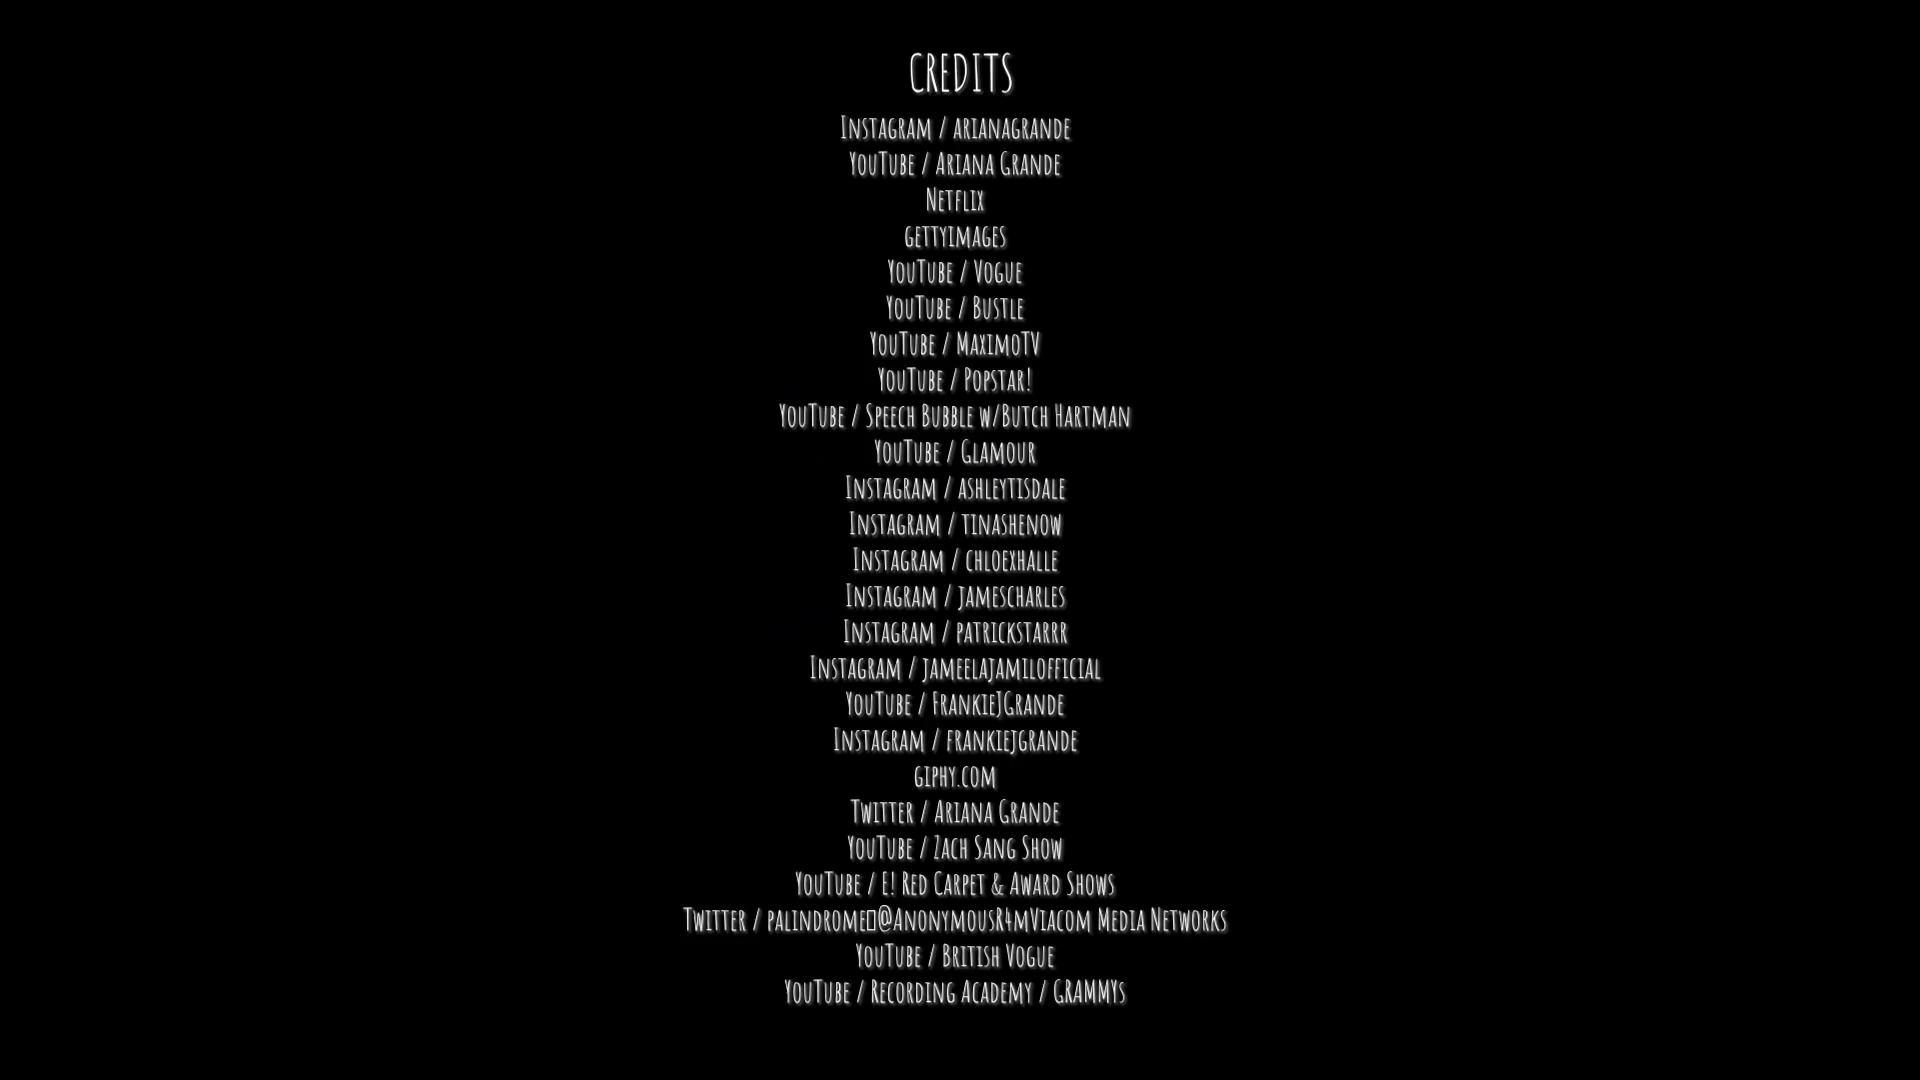 CREDITS
Instagram / arianagrande
YouTube / Ariana Grande
Netflix
gettyimages
YouTube / Vogue
YouTube / Bustle
YouTube / MaximoTV
YouTube / Popstar!
YouTube / Speech Bubble w/Butch Hartman
YouTube / Glamour
Instagram / ashleytisdale
Instagram / tinashenow
Instagram / chloexhalle
Instagram / jamescharles
Instagram / patrickstarrr
Instagram / jameelajamilofficial
YouTube / FrankieJGrande
Instagram / frankiejgrande
giphy.com
Twitter / Ariana Grande
YouTube / Zach Sang Show
YouTube / E! Red Carpet & Award Shows
Twitter / palindrome▯@AnonymousR4mViacom Media Networks
YouTube / British Vogue
YouTube / Recording Academy / GRAMMYs